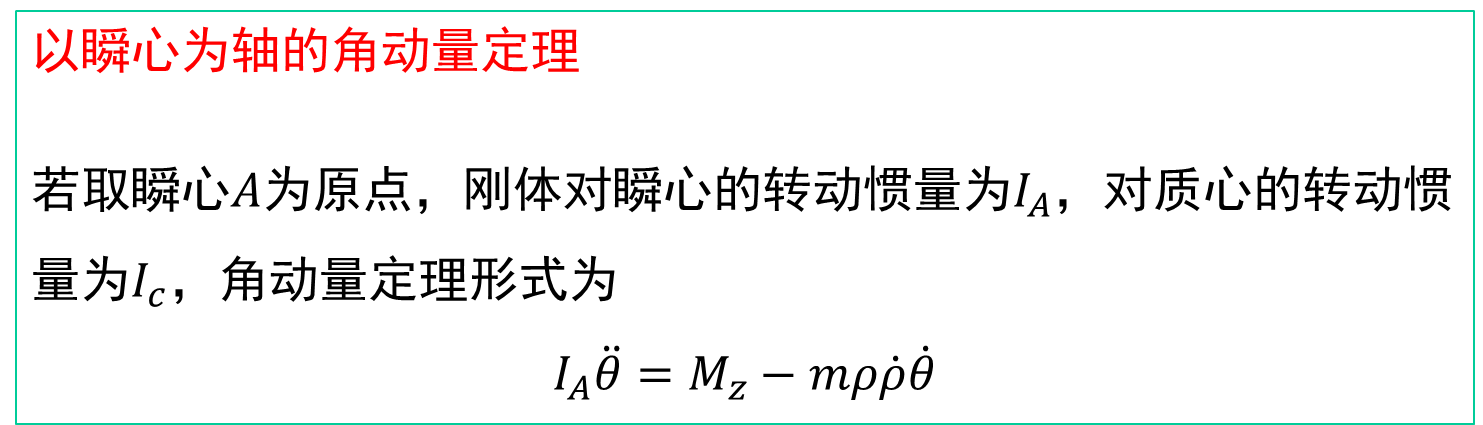 以瞬心为轴的角动量定理
若取瞬心A为原点，刚体对瞬心的转动惯量为I_A，对质心的转动惯
量为I_c，角动量定理形式为
I_A θ̈ = M_z − mρρ̇θ̇